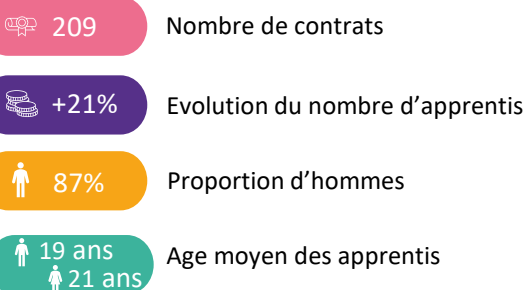 209 Nombre de contrats
+21% Evolution du nombre d’apprentis
87% Proportion d’hommes
19 ans
Age moyen des apprentis
21 ans